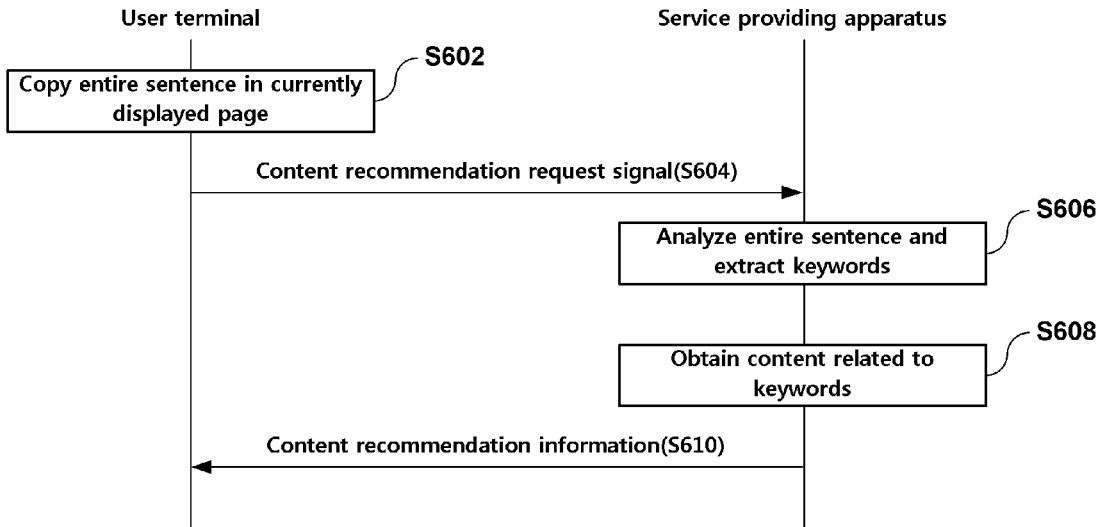 User terminal
Service providing apparatus
S602
Copy entire sentence in currently
displayed page
Content recommendation request signal(S604)
S606
Analyze entire sentence and
extract keywords
S608
Obtain content related to
keywords
Content recommendation information(S610)